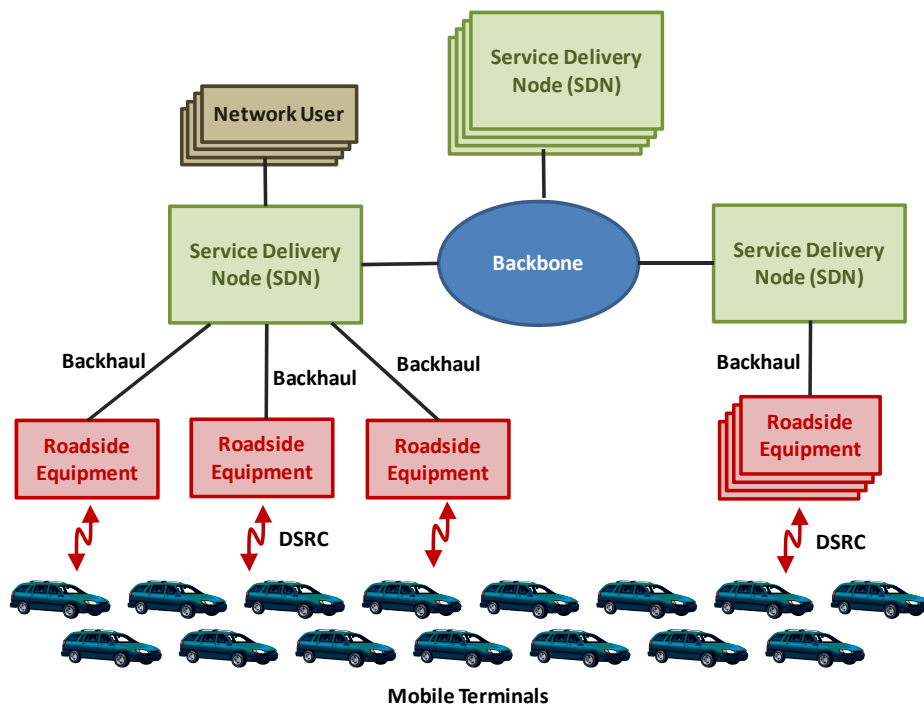 Service Delivery
Node (SDN)
Network User
Service Delivery
Node (SDN)
Backbone
Service Delivery
Node (SDN)
Backhaul
Backhaul
Backhaul
Backhaul
Roadside
Equipment
Roadside
Equipment
Roadside
Equipment
Roadside
Equipment
DSRC
DSRC
Mobile Terminals